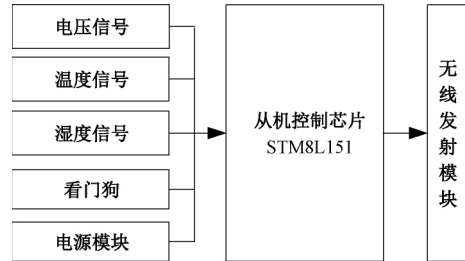 电压信号
温度信号
湿度信号
看门狗
电源模块
从机控制芯片
STM8L151
无线发射模块